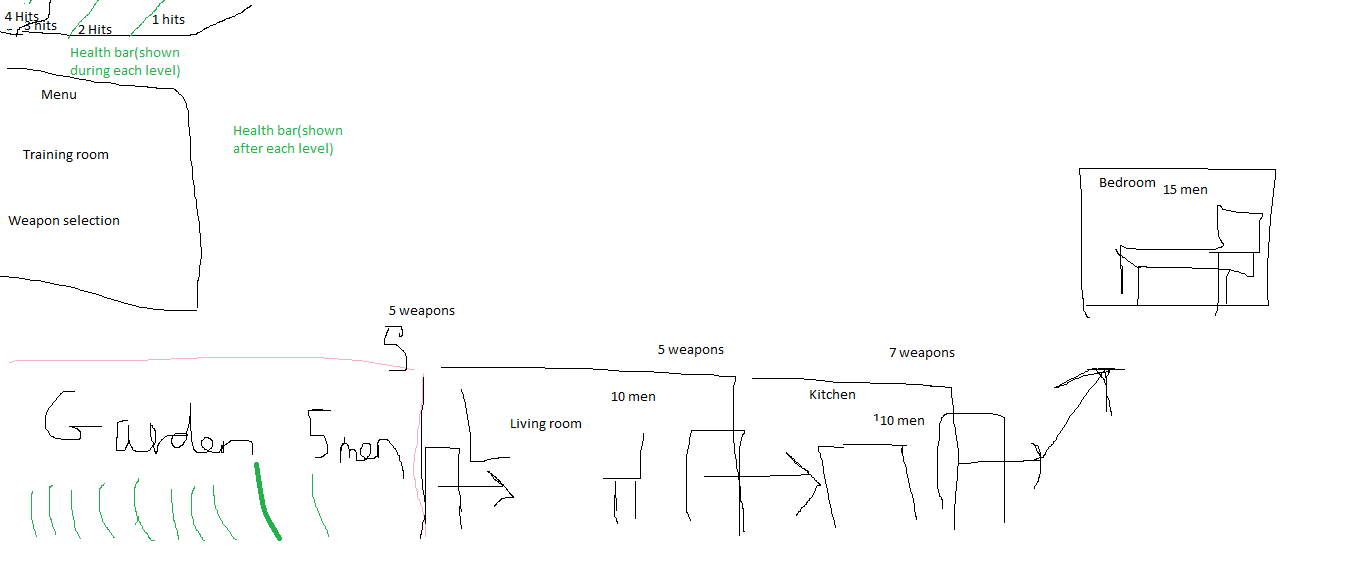 4 Hits
3 hits
2 Hits
1 hits
Health bar(shown
during each level)
Menu
Training room
Weapon selection
Health bar(shown
after each level)
Bedroom
15 men
5 weapons
5
5 weapons
7 weapons
Garden
5 men
Living room
10 men
Kitchen
110 men